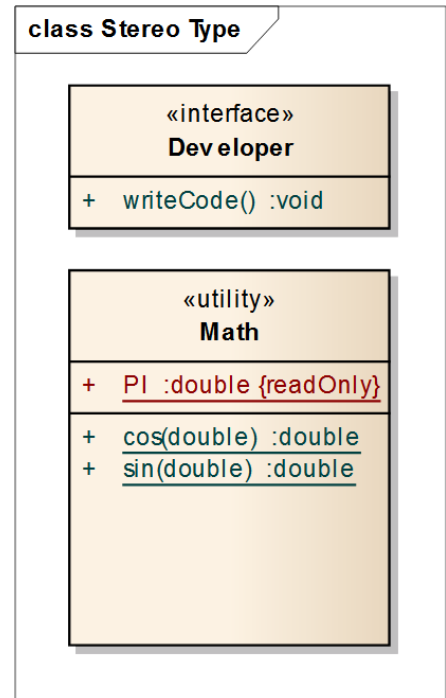 class Stereo Type
«interface»
Developer
+ writeCode() :void
«utility»
Math
+ PI :double {readOnly}
+ cos(double) :double
+ sin(double) :double